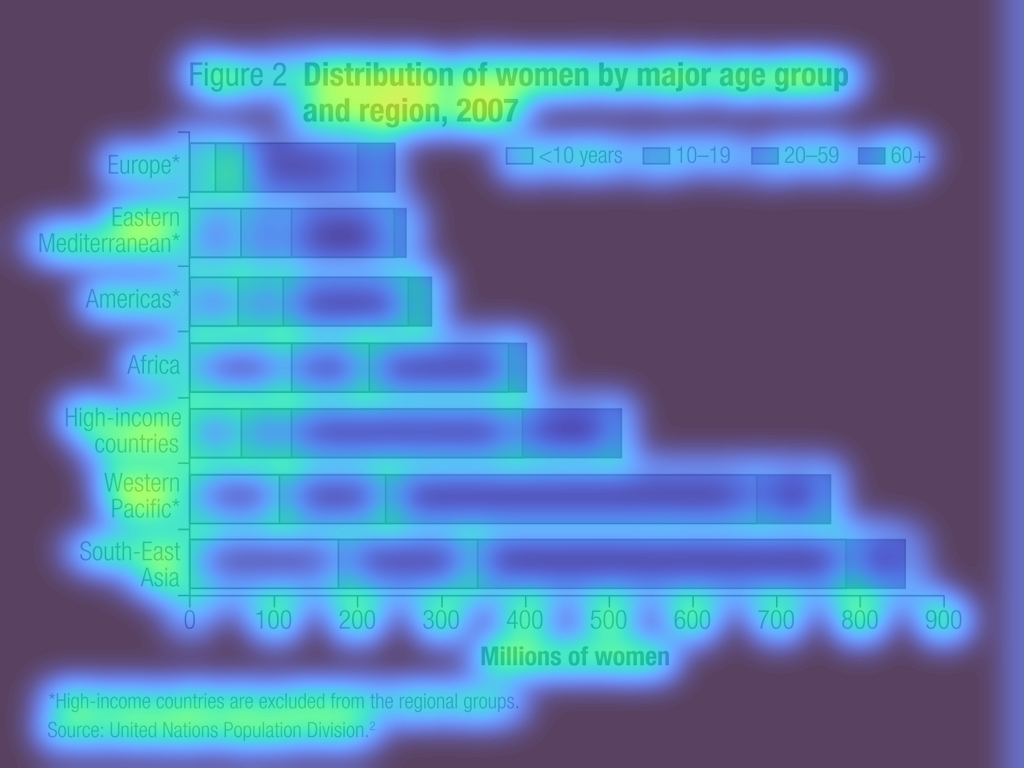 Figure 2 Distribution of women by major age group
and region, 2007
<10 years 10–19 20–59 60+
Europe*
Eastern
Mediterranean*
Americas*
Africa
High-income
countries
Western
Pacific*
South-East
Asia
0 100 200 300 400 500 600 700 800 900
Millions of women
*High-income countries are excluded from the regional groups.
Source: United Nations Population Division.²